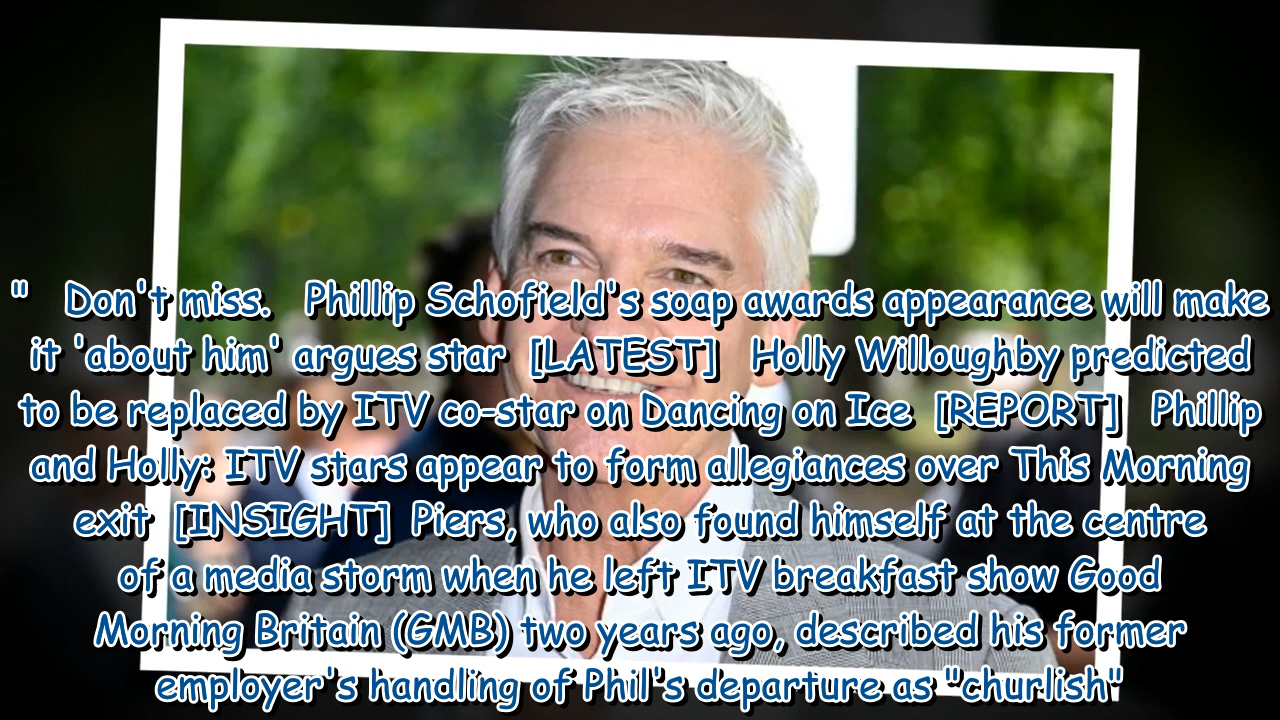 " Don't miss. Phillip Schofield's soap awards appearance will make
it 'about him' argues star [LATEST] Holly Willoughby predicted
to be replaced by ITV co-star on Dancing on Ice [REPORT] Phillip
and Holly: ITV stars appear to form allegiances over This Morning
exit [INSIGHT] Piers, who also found himself at the centre
of a media storm when he left ITV breakfast show Good
Morning Britain (GMB) two years ago, described his former
employer's handling of Phil's departure as "churlish"